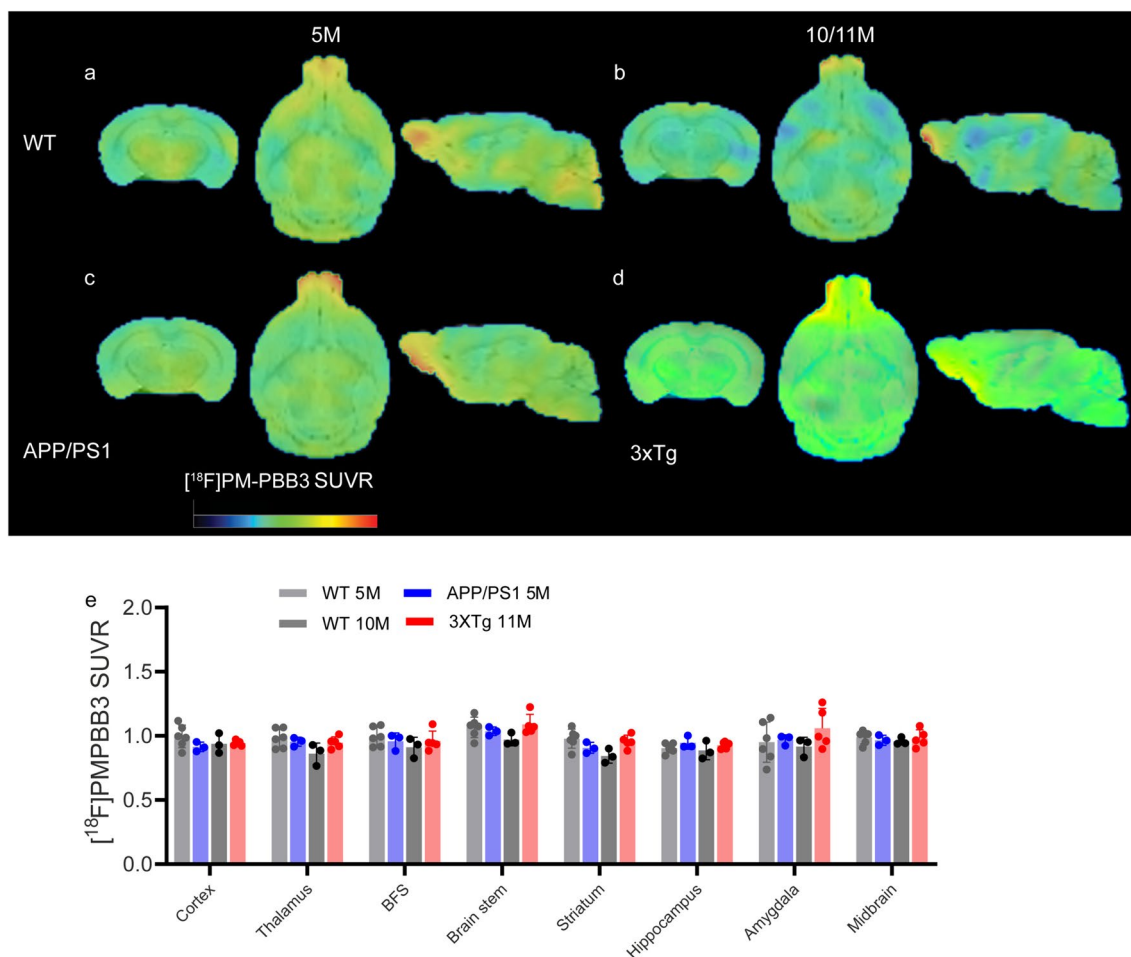 5M 10/11M
a b
WT
c d
APP/PS1 3xTg
[¹⁸F]PM-PBB3 SUVR
e
WT 5M APP/PS1 5M
WT 10M 3XTg 11M
[¹⁸F]PMPBB3 SUVR
2.0
1.5
1.0
0.5
0.0
Cortex
Thalamus
BFS
Brain stem
Striatum
Hippocampus
Amygdala
Midbrain